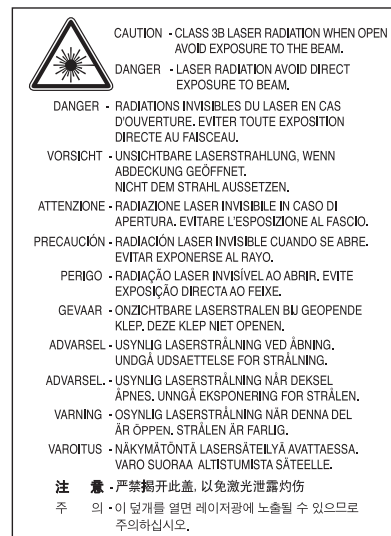 CAUTION - CLASS 3B LASER RADIATION WHEN OPEN
AVOID EXPOSURE TO THE BEAM.
DANGER - LASER RADIATION AVOID DIRECT
EXPOSURE TO BEAM.
DANGER - RADIATIONS INVISIBLES DU LASER EN CAS
D'OUVERTURE. EVITER TOUTE EXPOSITION
DIRECTE AU FAISCEAU.
VORSICHT - UNSICHTBARE LASERSTRAHLUNG, WENN
ABDECKUNG GEÖFFNET.
NICHT DEM STRAHL AUSSETZEN.
ATTENZIONE - RADIAZIONE LASER INVISIBILE IN CASO DI
APERTURA. EVITARE L'ESPOSIZIONE AL FASCIO.
PRECAUCIÓN - RADIACIÓN LASER INVISIBLE CUANDO SE ABRE.
EVITAR EXPONERSE AL RAYO.
PERIGO - RADIAÇÃO LASER INVISÍVEL AO ABRIR. EVITE
EXPOSIÇÃO DIRECTA AO FEIXE.
GEVAAR - ONZICHTBARE LASERSTRALEN BIJ GEOPENDE
KLEP. DEZE KLEP NIET OPENEN.
ADVARSEL - USYNLIG LASERSTRÅLNING VED ÅBNING.
UNDGÅ UDSAETTELSE FOR STRÅLNING.
ADVARSEL. - USYNLIG LASERSTRÅLNING NÅR DEKSEL
ÅPNES. UNNGÅ EKSPONERING FOR STRÅLEN.
VARNING - OSYNLIG LASERSTRÅLNING NÄR DENNA DEL
ÄR ÖPPEN. STRÅLEN ÄR FARLIG.
VAROITUS - NÄKYMÄTÖNTÄ LASERSÄTEILYÄ AVATTAESSA.
VARO SUORAA ALTISTUMISTA SÄTEELLE.
注 意 - 严禁揭开此盖, 以免激光泄露灼伤
주 의 - 이 덮개를 열면 레이저광에 노출될 수 있으므로
주의하십시오.